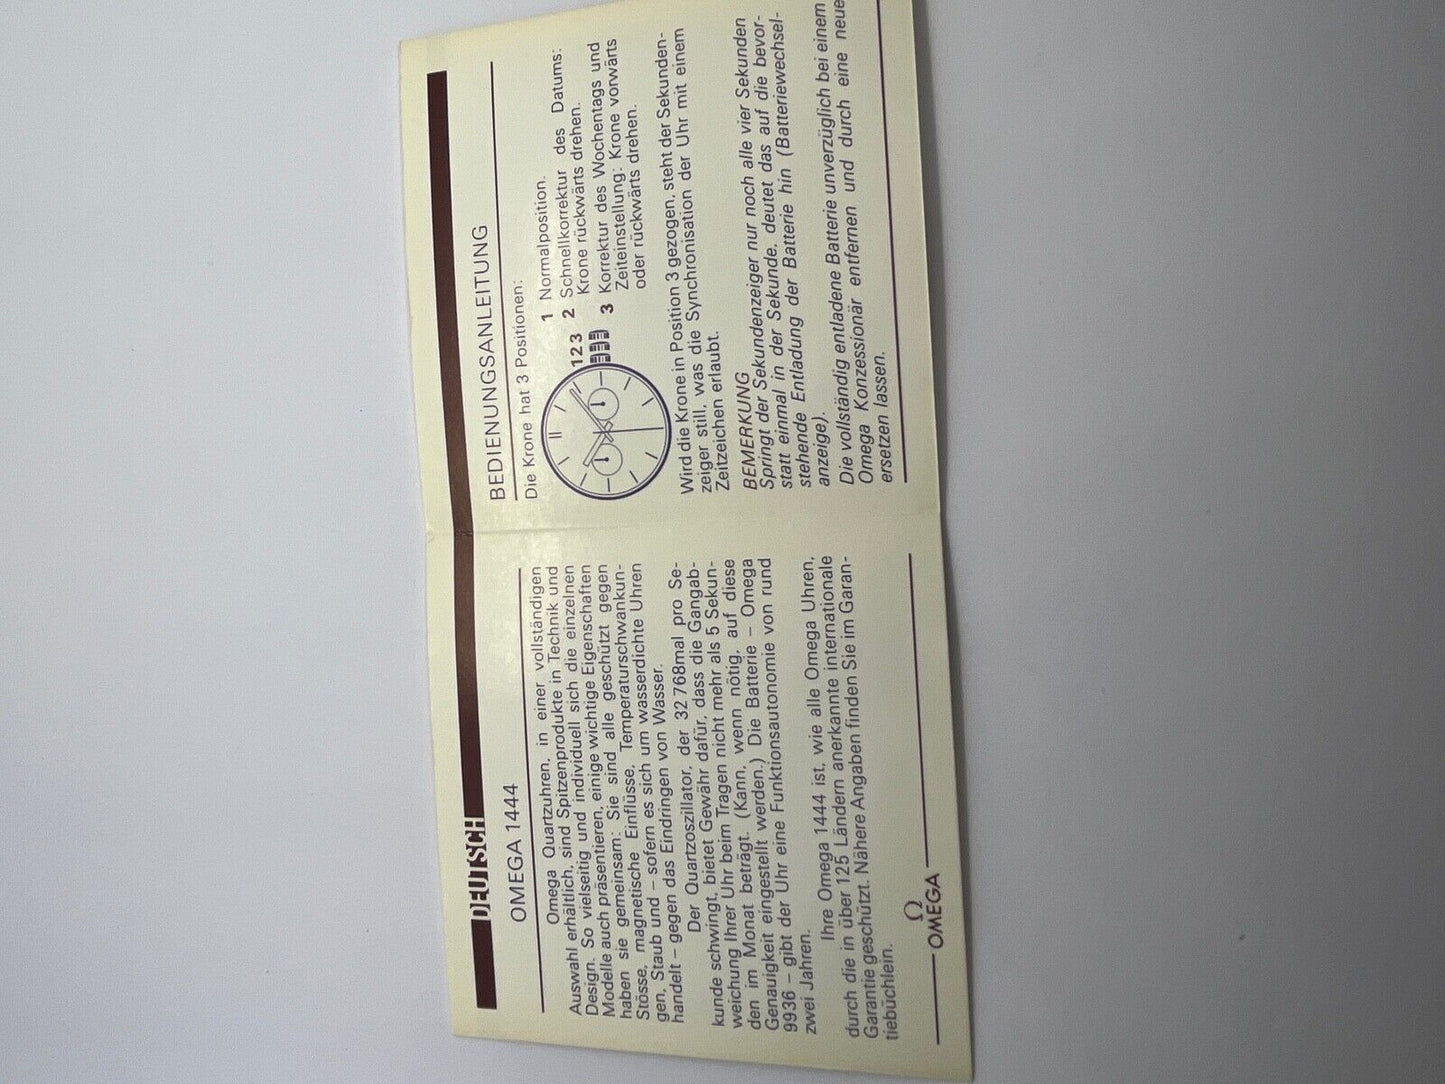 DEUTSCH
OMEGA 1444
Omega Quartzuhren, in einer vollständigen
Auswahl erhältlich, sind Spitzenprodukte in Technik und
Design. So vielseitig und individuell sich die einzelnen
Modelle auch präsentieren, einige wichtige Eigenschaften
haben sie gemeinsam: Sie sind alle geschützt gegen
Stösse, magnetische Einflüsse, Temperaturschwankun-
gen, Staub und – sofern es sich um wasserdichte Uhren
handelt – gegen das Eindringen von Wasser.
Der Quartzoszillator, der 32 768mal pro Se-
kunde schwingt, bietet Gewähr dafür, dass die Gangab-
weichung Ihrer Uhr beim Tragen nicht mehr als 5 Sekun-
den im Monat beträgt. (Kann, wenn nötig, auf diese
Genauigkeit eingestellt werden.) Die Batterie – Omega
9936 – gibt der Uhr eine Funktionsautonomie von rund
zwei Jahren.
Ihre Omega 1444 ist, wie alle Omega Uhren,
durch die in über 125 Ländern anerkannte internationale
Garantie geschützt. Nähere Angaben finden Sie im Garan-
tiebüchlein.
Ω
OMEGA
BEDIENUNGSANLEITUNG
Die Krone hat 3 Positionen:
1 2 3
1 Normalposition.
2 Schnellkorrektur des Datums:
Krone rückwärts drehen.
3 Korrektur des Wochentags und
Zeiteinstellung: Krone vorwärts
oder rückwärts drehen.
Wird die Krone in Position 3 gezogen, steht der Sekunden-
zeiger still, was die Synchronisation der Uhr mit einem
Zeitzeichen erlaubt.
BEMERKUNG
Springt der Sekundenzeiger nur noch alle vier Sekunden
statt einmal in der Sekunde, deutet das auf die bevor-
stehende Entladung der Batterie hin (Batteriewechsel-
anzeige).
Die vollständig entladene Batterie unverzüglich bei einem
Omega Konzessionär entfernen und durch eine neue
ersetzen lassen.